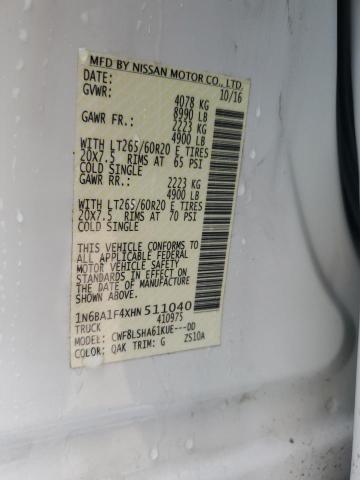 MFD BY NISSAN MOTOR CO., LTD.
DATE: 10/16
GVWR: 4078 KG
8990 LB
GAWR FR.: 2223 KG
4900 LB
WITH LT265/60R20 E TIRES
20x7.5 RIMS AT 65 PSI
COLD SINGLE
GAWR RR.: 2223 KG
4900 LB
WITH LT265/60R20 E TIRES
20x7.5 RIMS AT 70 PSI
COLD SINGLE
THIS VEHICLE CONFORMS TO
ALL APPLICABLE FEDERAL
MOTOR VEHICLE SAFETY
STANDARDS IN EFFECT ON
THE DATE OF MANUFACTURE
SHOWN ABOVE.
1N6BA1F4XHN511040
TRUCK 410975
MODEL: CWF8LSHA61KUE---DD
COLOR: QAK TRIM: G ZS10A